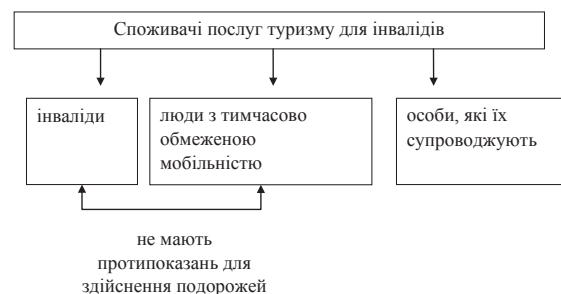 Споживачі послуг туризму для інвалідів
інваліди
люди з тимчасово
обмеженою
мобільністю
особи, які їх
супроводжують
не мають
протипоказань для
здійснення подорожей